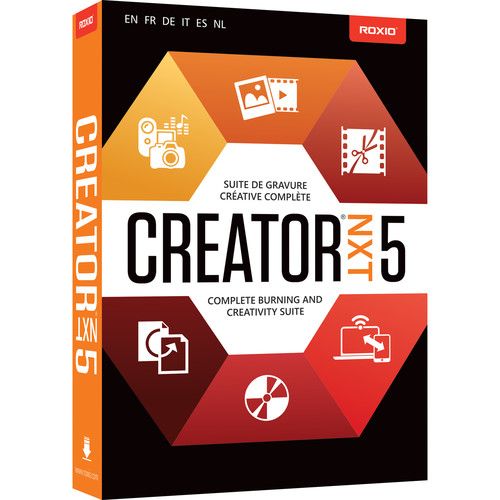 EN FR DE IT ES NL
ROXIO
SUITE DE GRAVURE
CRÉATIVE COMPLÈTE
CREATOR® NXT 5
COMPLETE BURNING AND
CREATIVITY SUITE
CREATOR NXT 5